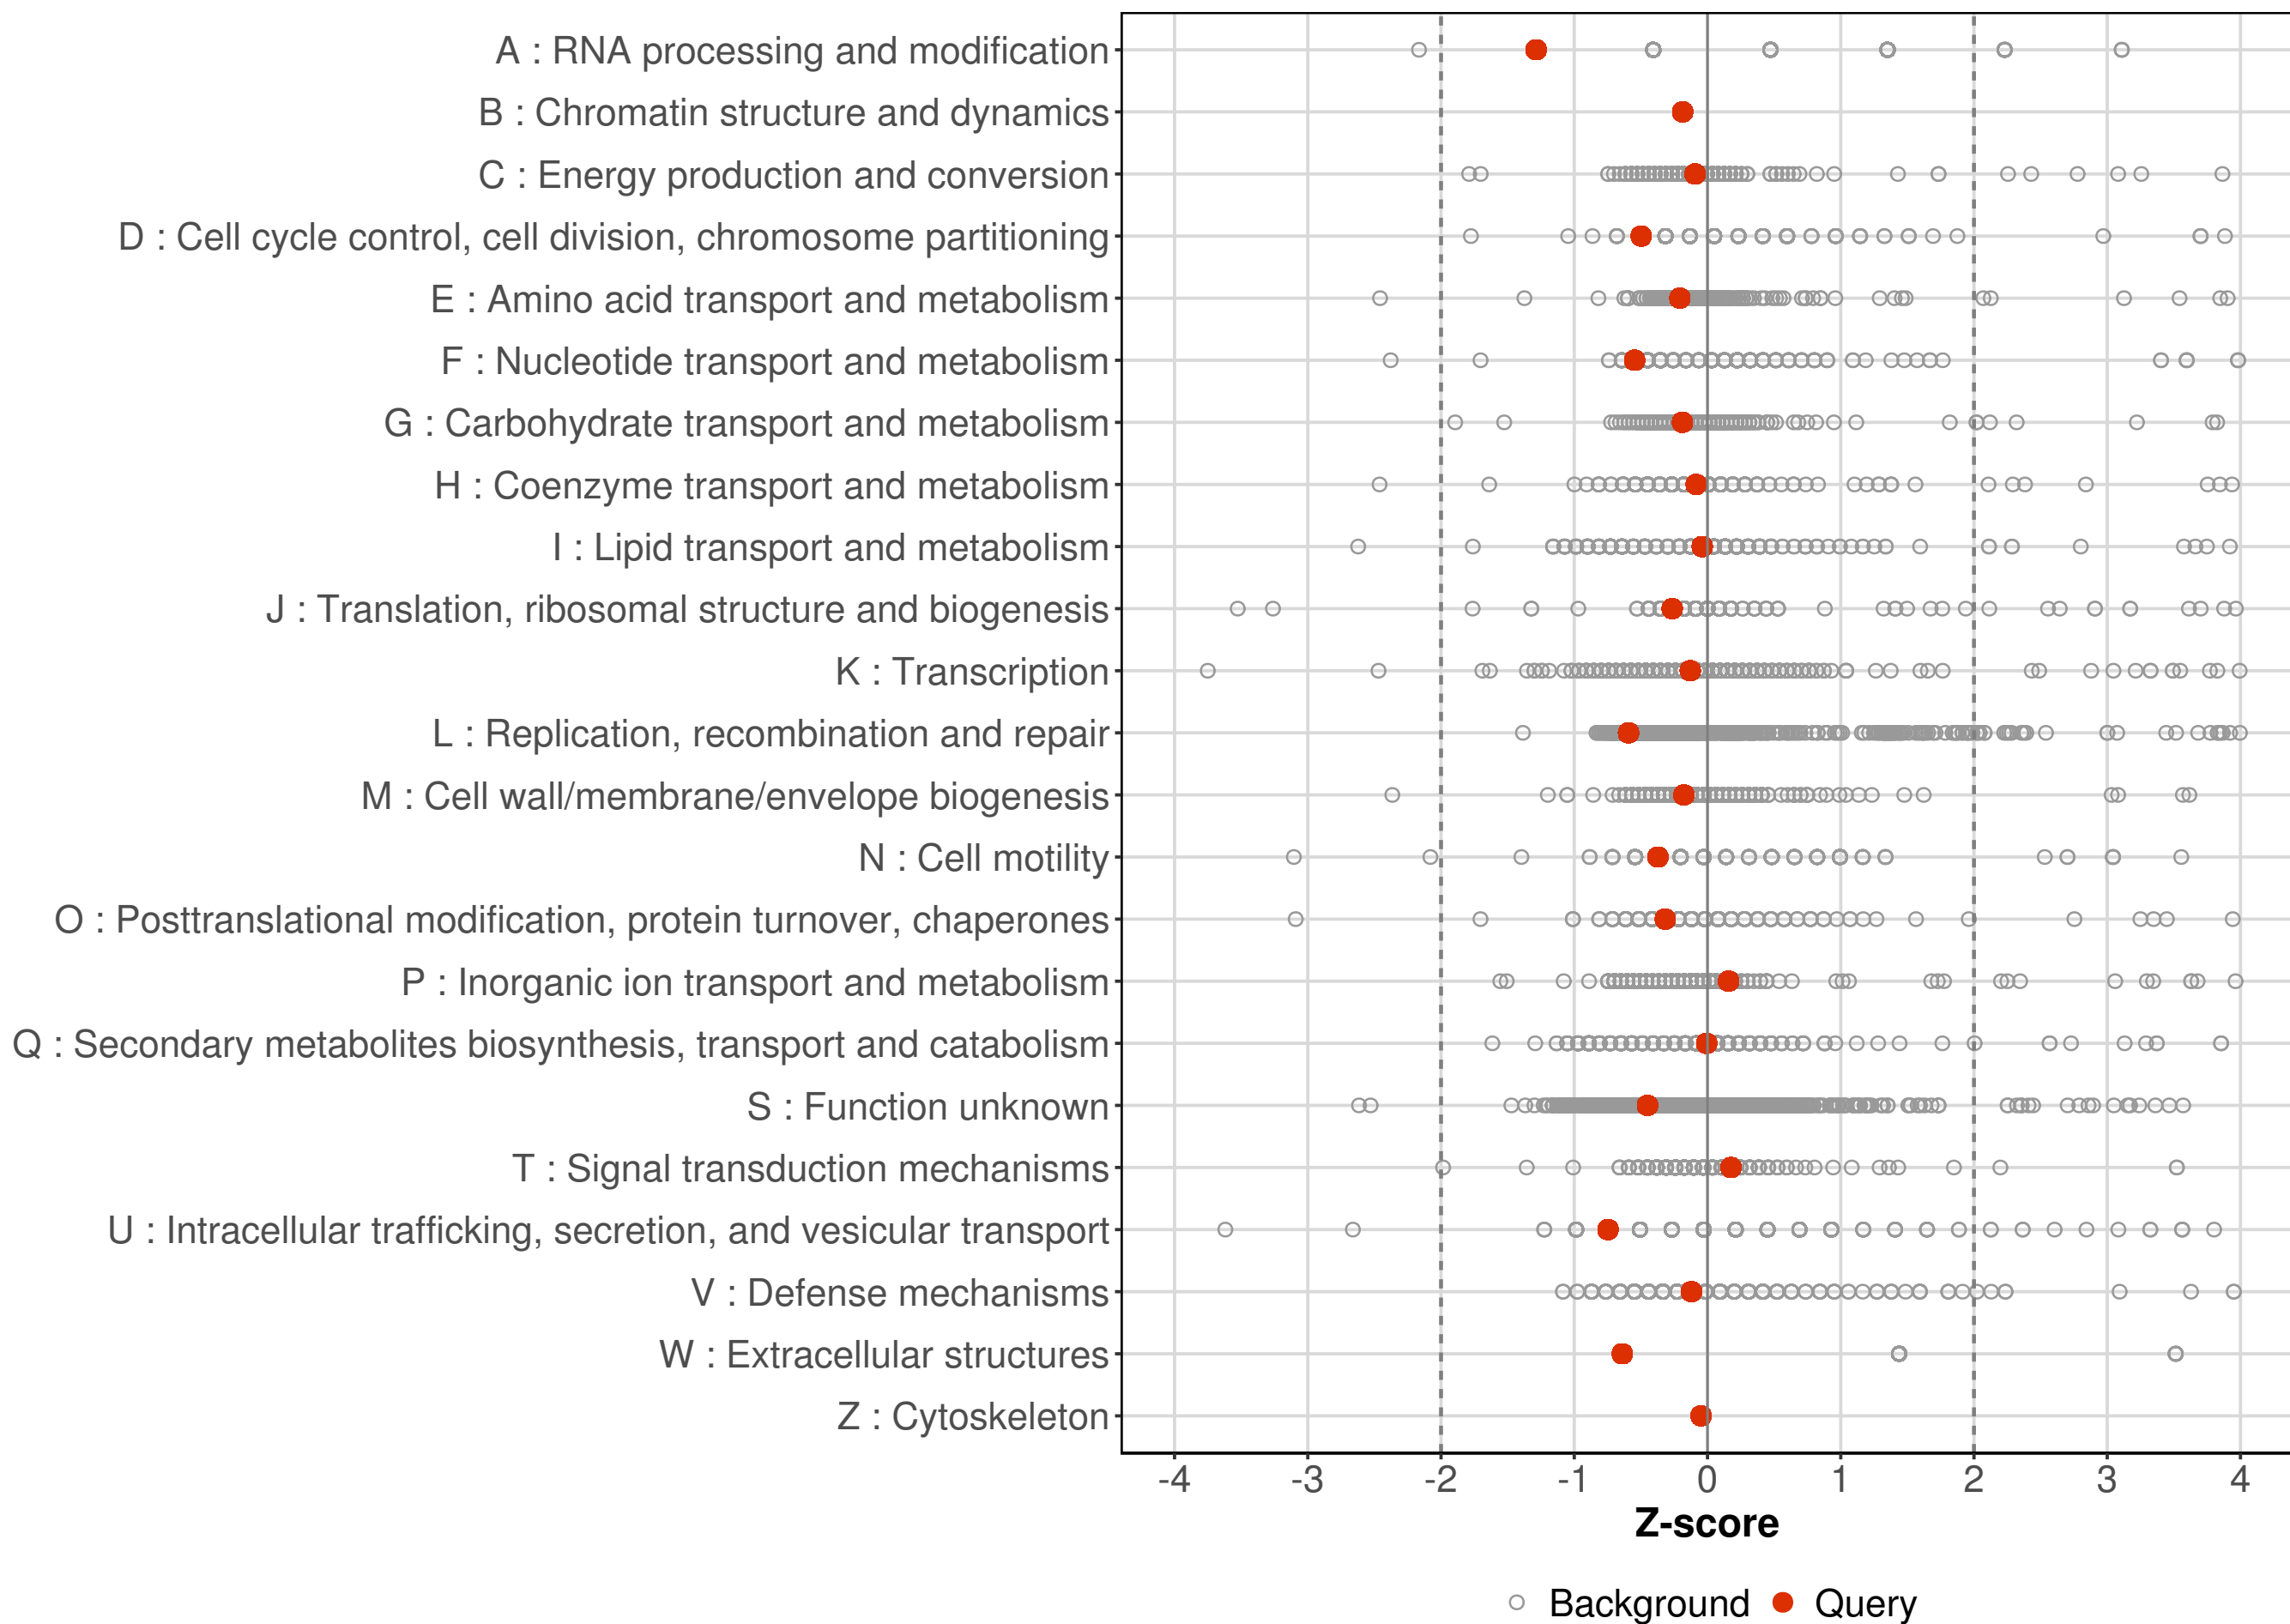 A : RNA processing and modification
B : Chromatin structure and dynamics
C : Energy production and conversion
D : Cell cycle control, cell division, chromosome partitioning
E : Amino acid transport and metabolism
F : Nucleotide transport and metabolism
G : Carbohydrate transport and metabolism
H : Coenzyme transport and metabolism
I : Lipid transport and metabolism
J : Translation, ribosomal structure and biogenesis
K : Transcription
L : Replication, recombination and repair
M : Cell wall/membrane/envelope biogenesis
N : Cell motility
O : Posttranslational modification, protein turnover, chaperones
P : Inorganic ion transport and metabolism
Q : Secondary metabolites biosynthesis, transport and catabolism
S : Function unknown
T : Signal transduction mechanisms
U : Intracellular trafficking, secretion, and vesicular transport
V : Defense mechanisms
W : Extracellular structures
Z : Cytoskeleton
-4 -3 -2 -1 0 1 2 3 4
Z-score
Background Query